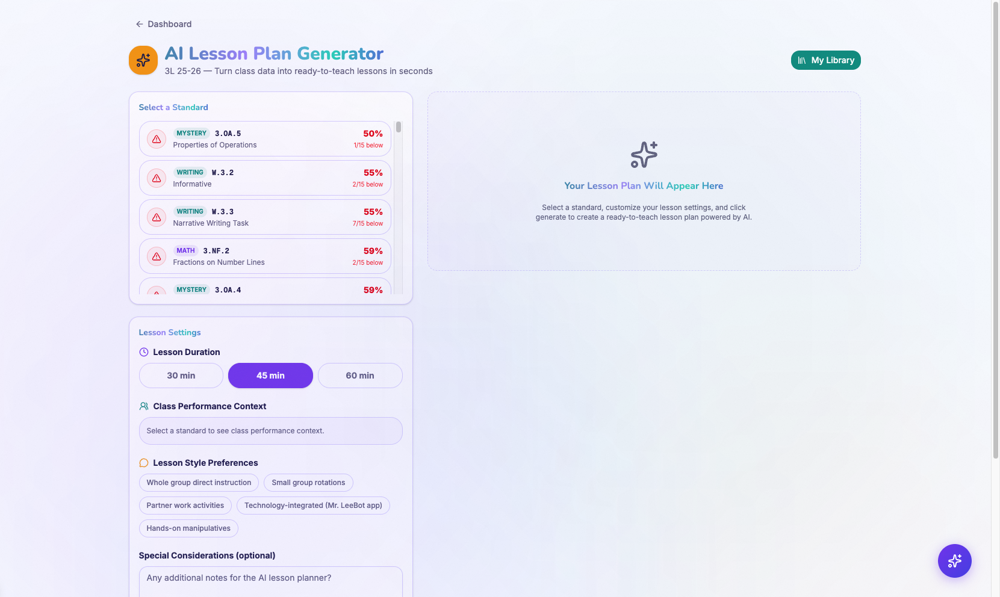 Dashboard
AI Lesson Plan Generator
3L 25-26 — Turn class data into ready-to-teach lessons in seconds
My Library
Select a Standard
MYSTERY 3.OA.5 50%
Properties of Operations 1/15 below
WRITING W.3.2 55%
Informative 2/15 below
WRITING W.3.3 55%
Narrative Writing Task 7/15 below
MATH 3.NF.2 59%
Fractions on Number Lines 2/15 below
MYSTERY 3.OA.4 59%
Your Lesson Plan Will Appear Here
Select a standard, customize your lesson settings, and click
generate to create a ready-to-teach lesson plan powered by AI.
Lesson Settings
Lesson Duration
30 min 45 min 60 min
Class Performance Context
Select a standard to see class performance context.
Lesson Style Preferences
Whole group direct instruction Small group rotations
Partner work activities Technology-integrated (Mr. LeeBot app)
Hands-on manipulatives
Special Considerations (optional)
Any additional notes for the AI lesson planner?